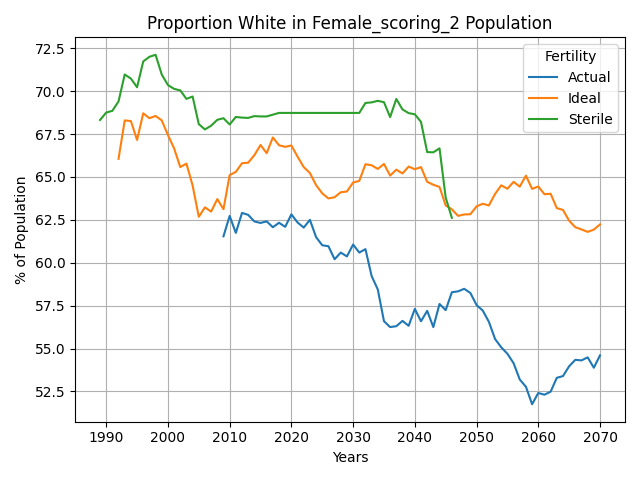 Proportion White in Female_scoring_2 Population
Fertility
Actual
Ideal
Sterile
% of Population
72.5
70.0
67.5
65.0
62.5
60.0
57.5
55.0
52.5
1990 2000 2010 2020 2030 2040 2050 2060 2070
Years